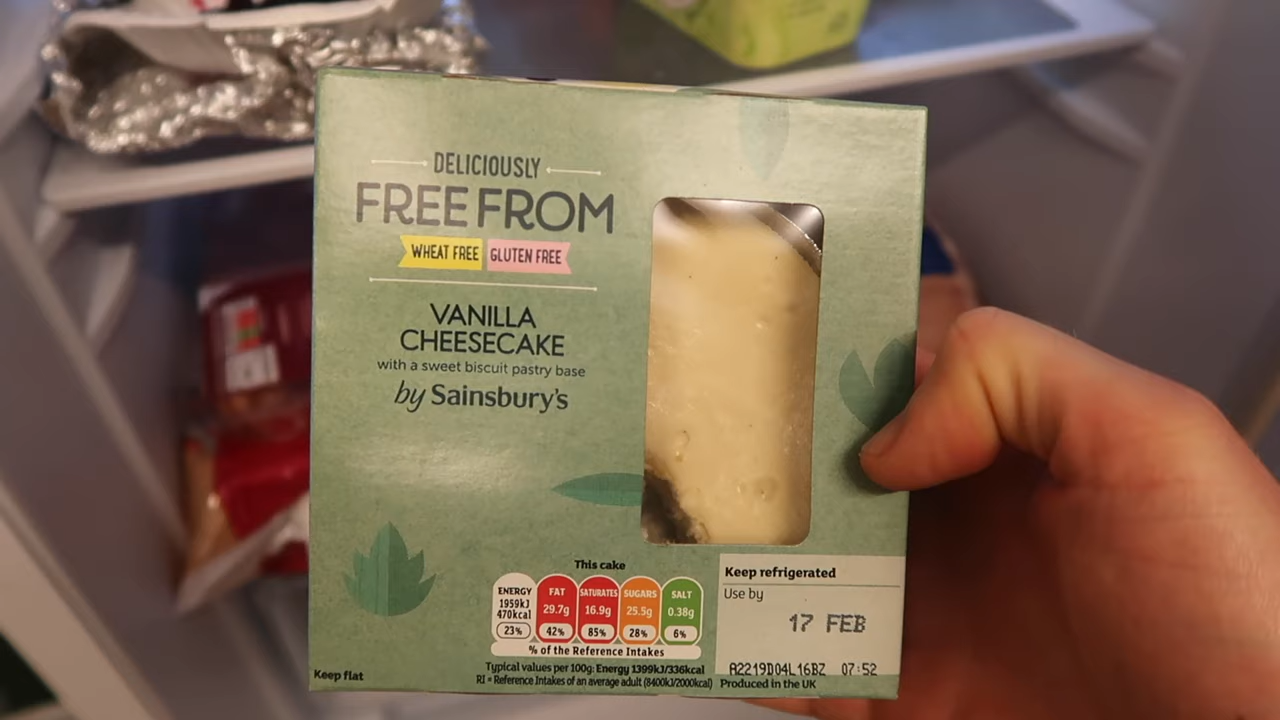 DELICIOUSLY
FREE FROM
WHEAT FREE GLUTEN FREE
VANILLA
CHEESECAKE
with a sweet biscuit pastry base
by Sainsbury's
This cake
ENERGY
1959kJ
470kcal
23%
FAT
29.7g
42%
SATURATES
16.9g
85%
SUGARS
25.5g
28%
SALT
0.38g
6%
% of the Reference Intakes
Typical values per 100g: Energy 1399kJ/336kcal
RI = Reference Intakes of an average adult (8400kJ/2000kcal)
Keep flat
Keep refrigerated
Use by
17 FEB
A2219D04L16BZ 07:52
Produced in the UK